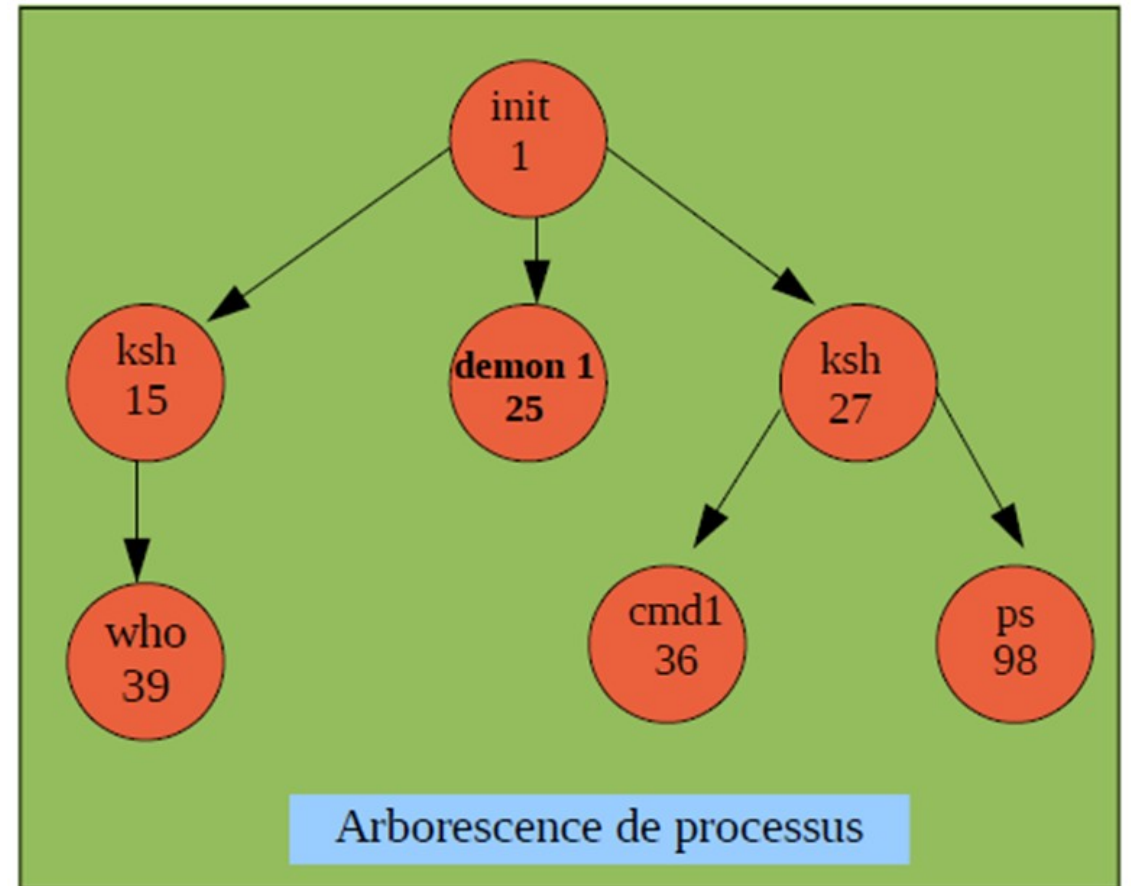 init
1
ksh
15
demon 1
25
ksh
27
who
39
cmd1
36
ps
98
Arborescence de processus